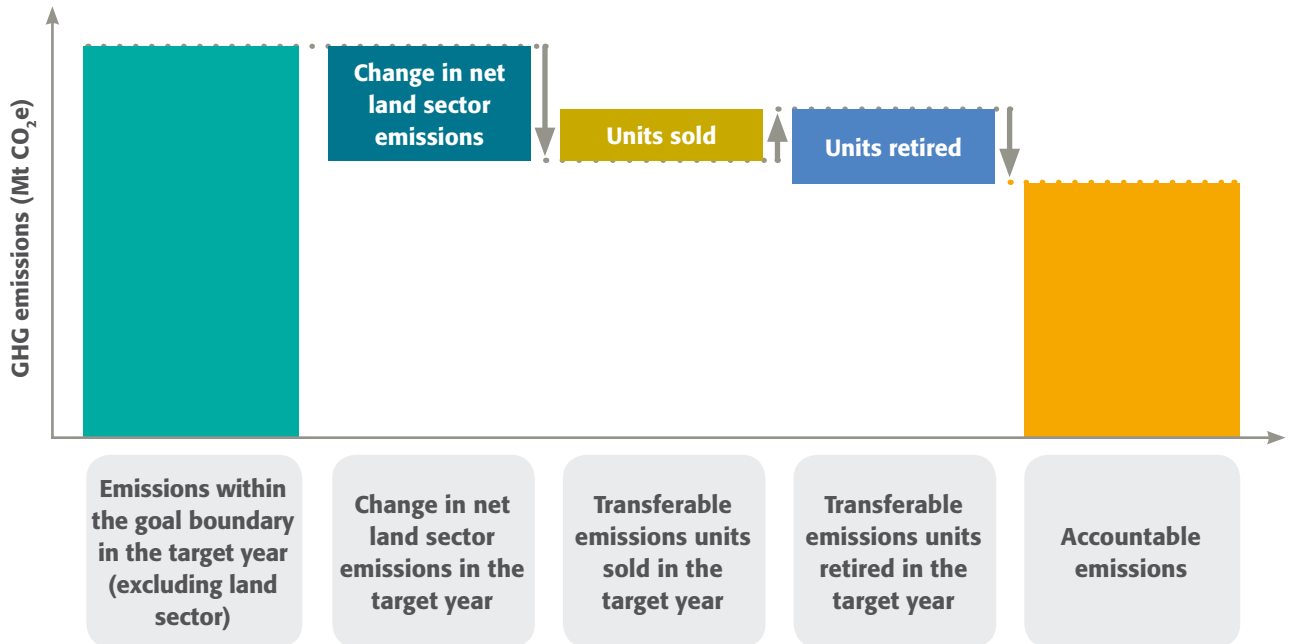 GHG emissions (Mt CO₂e)
Change in net
land sector
emissions
Units sold
Units retired
Emissions within
the goal boundary
in the target year
(excluding land
sector)
Change in net
land sector
emissions in the
target year
Transferable
emissions units
sold in the
target year
Transferable
emissions units
retired in the
target year
Accountable
emissions